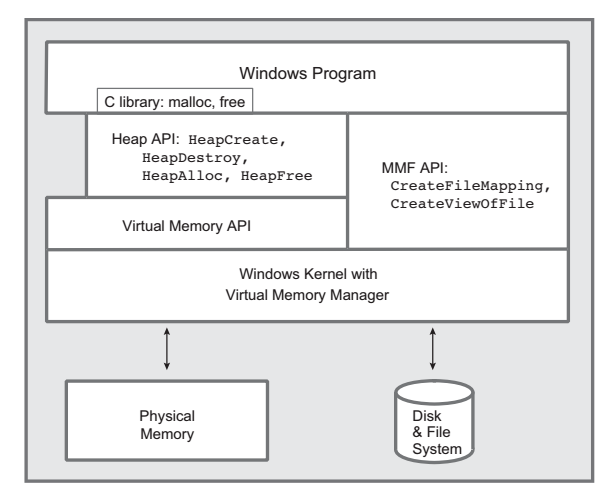 Windows Program
C library: malloc, free
Heap API: HeapCreate,
HeapDestroy,
HeapAlloc, HeapFree
MMF API:
CreateFileMapping,
CreateViewOfFile
Virtual Memory API
Windows Kernel with
Virtual Memory Manager
Physical
Memory
Disk
& File
System